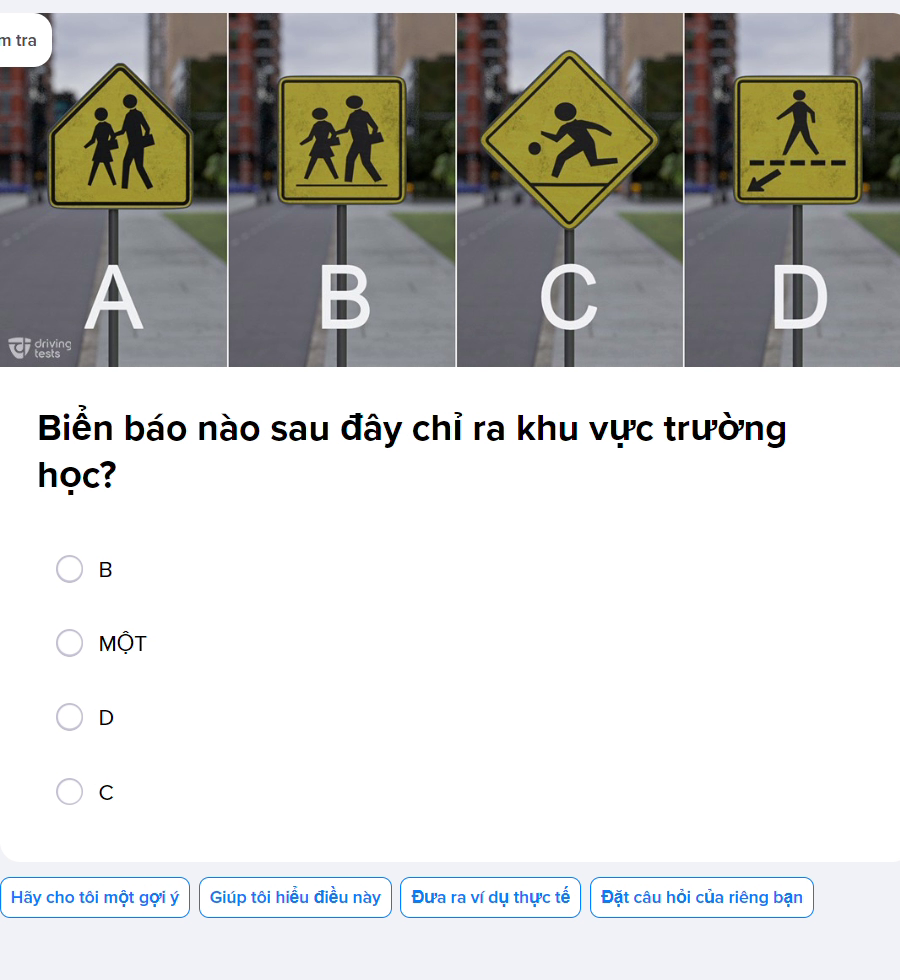 m tra
A B C D
driving
tests
Biển báo nào sau đây chỉ ra khu vực trường
học?
B
MỘT
D
C
Hãy cho tôi một gợi ý Giúp tôi hiểu điều này Đưa ra ví dụ thực tế Đặt câu hỏi của riêng bạn